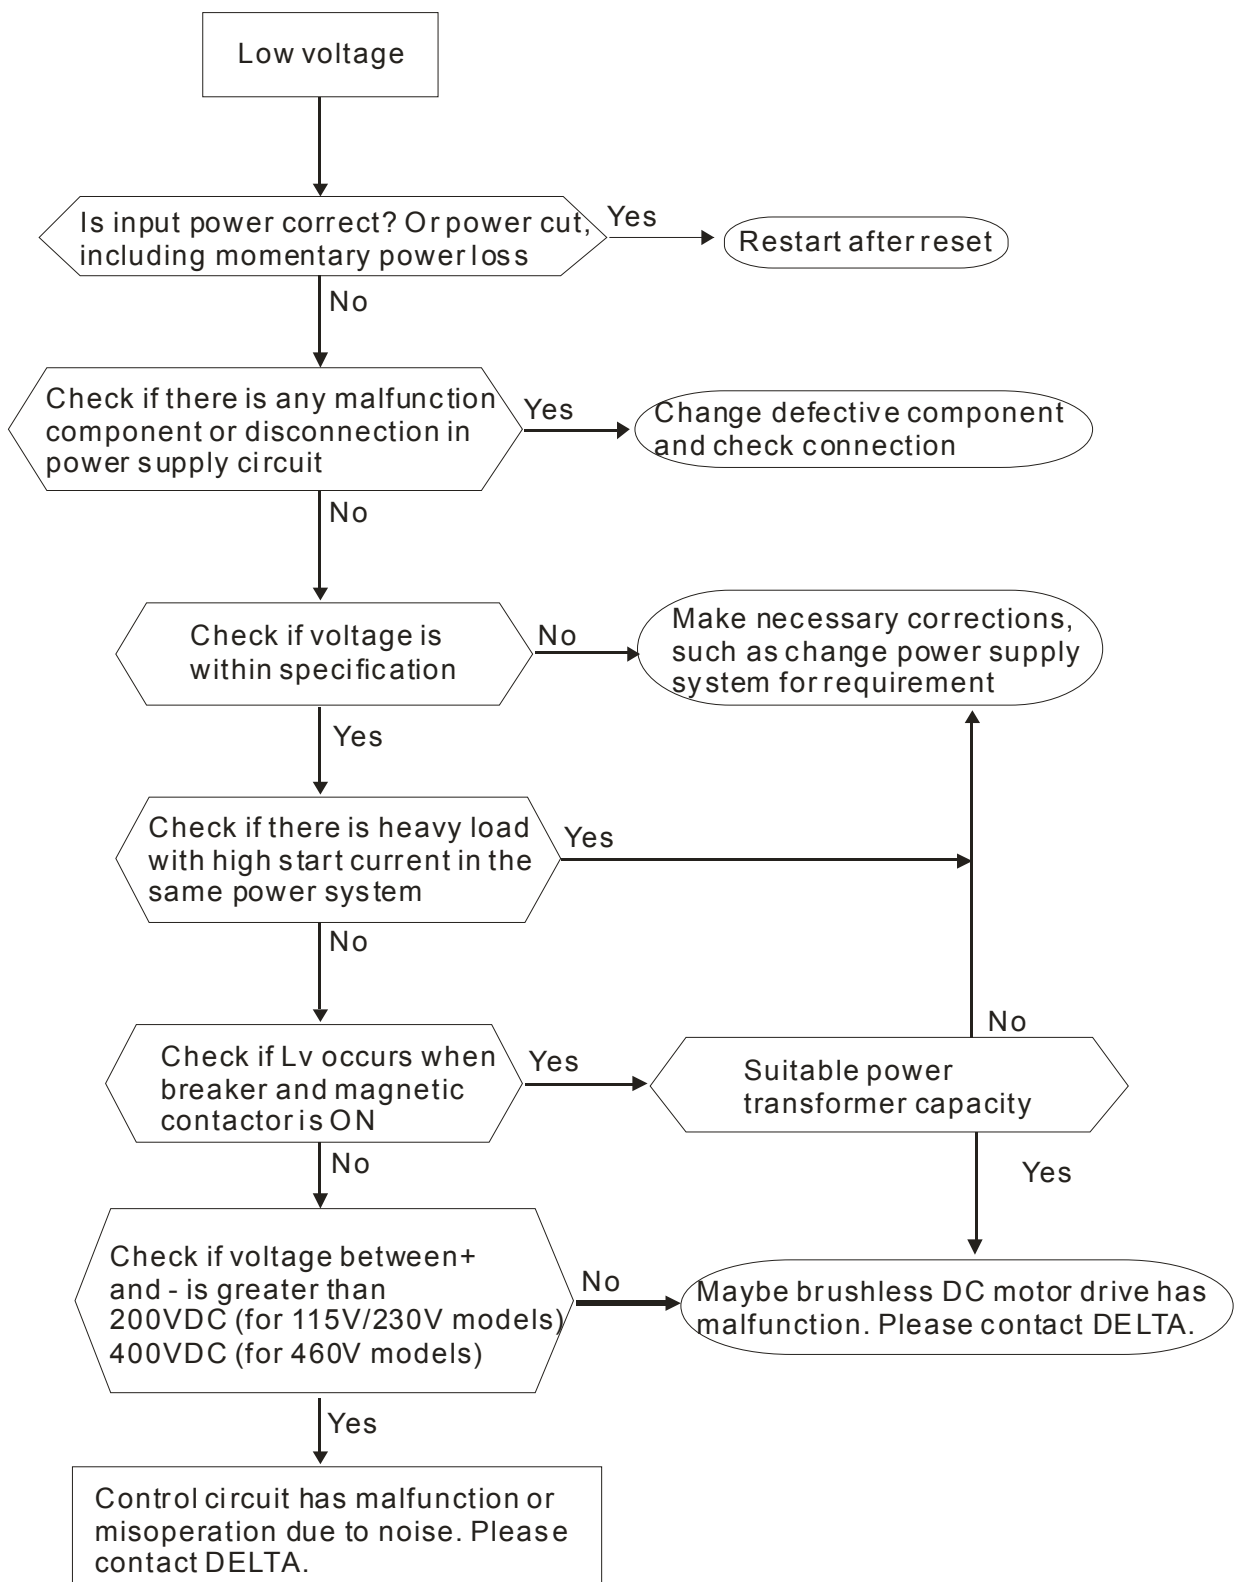 Low voltage
Is input power correct? Or power cut,
including momentary power loss
Yes
Restart after reset
No
Check if there is any malfunction
component or disconnection in
power supply circuit
Yes
Change defective component
and check connection
No
Check if voltage is
within specification
No
Make necessary corrections,
such as change power supply
system for requirement
Yes
Check if there is heavy load
with high start current in the
same power system
Yes
No
Check if Lv occurs when
breaker and magnetic
contactor is ON
Yes
Suitable power
transformer capacity
No
Yes
No
Check if voltage between +
and - is greater than
200VDC (for 115V/230V models)
400VDC (for 460V models)
No
Maybe brushless DC motor drive has
malfunction. Please contact DELTA.
Yes
Control circuit has malfunction or
misoperation due to noise. Please
contact DELTA.